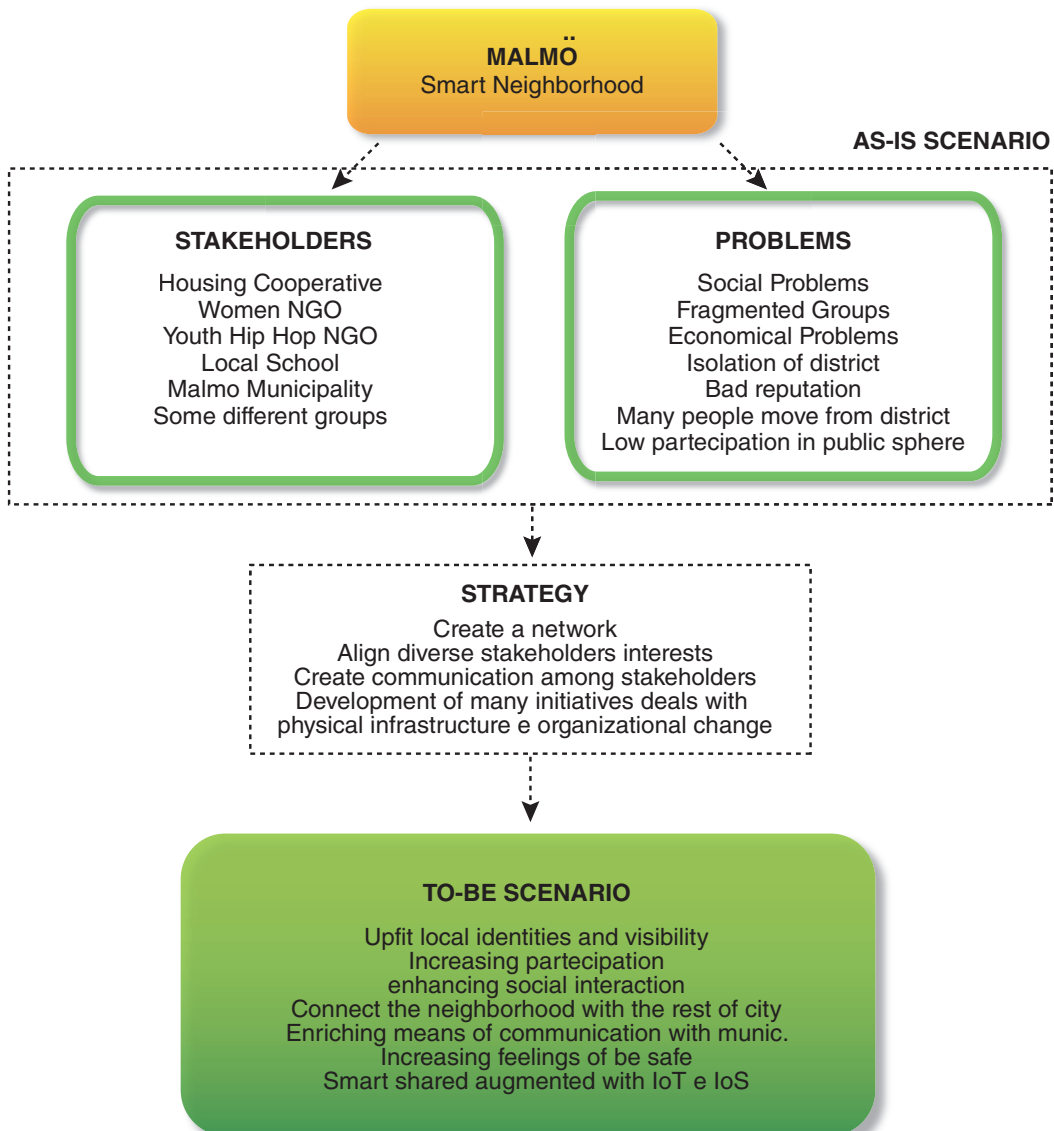 MALMÖ
Smart Neighborhood
AS-IS SCENARIO
STAKEHOLDERS
Housing Cooperative
Women NGO
Youth Hip Hop NGO
Local School
Malmo Municipality
Some different groups
PROBLEMS
Social Problems
Fragmented Groups
Economical Problems
Isolation of district
Bad reputation
Many people move from district
Low partecipation in public sphere
STRATEGY
Create a network
Align diverse stakeholders interests
Create communication among stakeholders
Development of many initiatives deals with
physical infrastructure e organizational change
TO-BE SCENARIO
Upfit local identities and visibility
Increasing partecipation
enhancing social interaction
Connect the neighborhood with the rest of city
Enriching means of communication with munic.
Increasing feelings of be safe
Smart shared augmented with IoT e IoS